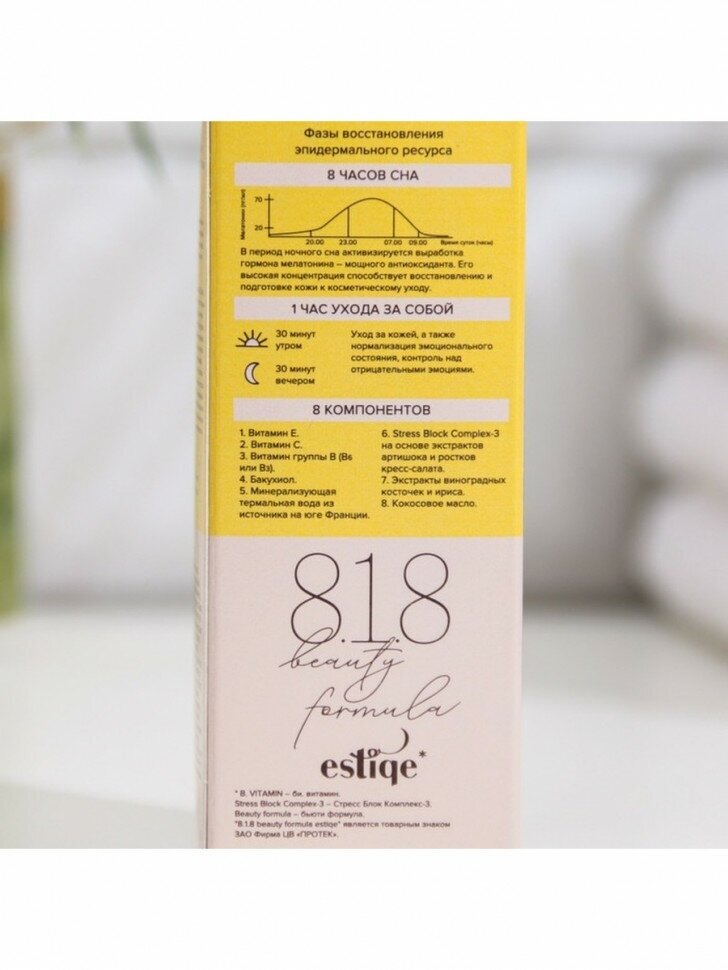 Фазы восстановления
эпидермального ресурса
8 ЧАСОВ СНА
Мелатонин (пг/мл)
70
20
20.00 23.00 07.00 09.00 Время суток (часы)
В период ночного сна активизируется выработка
гормона мелатонина – мощного антиоксиданта. Его
высокая концентрация способствует восстановлению и
подготовке кожи к косметическому уходу.
1 ЧАС УХОДА ЗА СОБОЙ
30 минут
утром
30 минут
вечером
Уход за кожей, а также
нормализация эмоционального
состояния, контроль над
отрицательными эмоциями.
8 КОМПОНЕНТОВ
1. Витамин Е.
2. Витамин С.
3. Витамин группы В (В6
или В3).
4. Бакухиол.
5. Минерализующая
термальная вода из
источника на юге Франции.
6. Stress Block Complex-3
на основе экстрактов
артишока и ростков
кресс-салата.
7. Экстракты виноградных
косточек и ириса.
8. Кокосовое масло.
8.1.8
beauty
formula
estiqe*
* B. VITAMIN – би. витамин.
Stress Block Complex-3 – Стресс Блок Комплекс-3.
Beauty formula – бьюти формула.
"8.1.8 beauty formula estiqe" является товарным знаком
ЗАО Фирма ЦВ «ПРОТЕК».